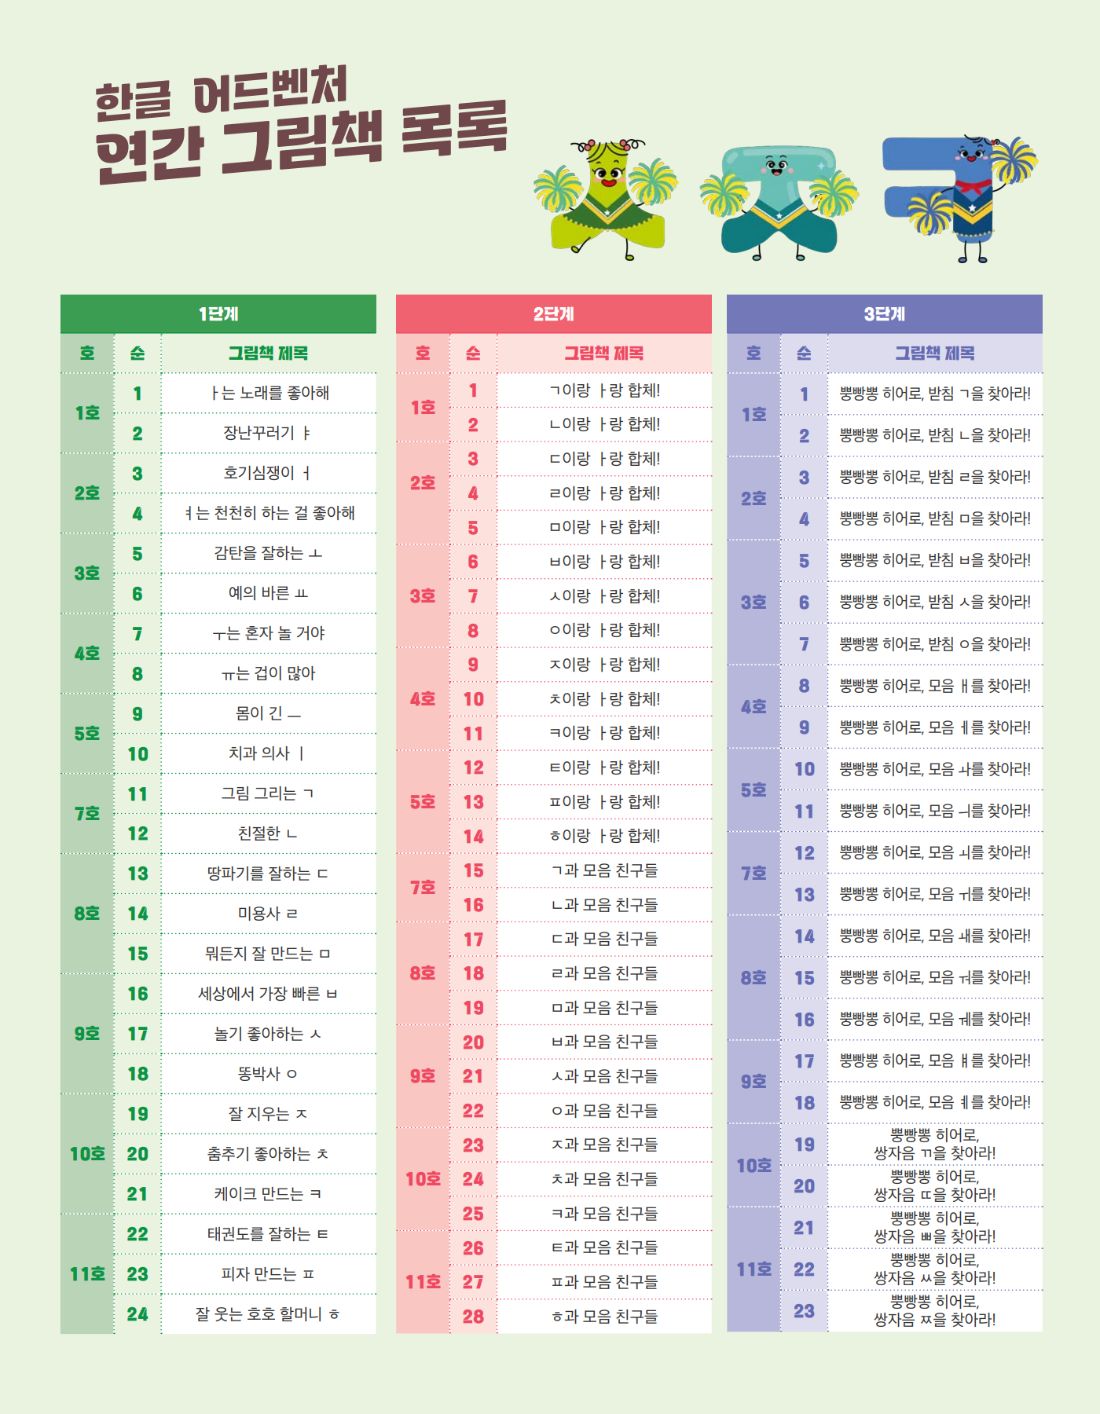 한글 어드벤처
연간 그림책 목록
1단계
호 순 그림책 제목
1호 1 ㅏ는 노래를 좋아해
2 장난꾸러기 ㅑ
2호 3 호기심쟁이 ㅓ
4 ㅕ는 천천히 하는 걸 좋아해
3호 5 감탄을 잘하는 ㅗ
6 예의 바른 ㅛ
4호 7 ㅜ는 혼자 놀 거야
8 ㅠ는 겁이 많아
5호 9 몸이 긴 ㅡ
10 치과 의사 ㅣ
7호 11 그림 그리는 ㄱ
12 친절한 ㄴ
8호 13 땅파기를 잘하는 ㄷ
14 미용사 ㄹ
15 뭐든지 잘 만드는 ㅁ
9호 16 세상에서 가장 빠른 ㅂ
17 놀기 좋아하는 ㅅ
18 똥박사 ㅇ
10호 19 잘 지우는 ㅈ
20 춤추기 좋아하는 ㅊ
21 케이크 만드는 ㅋ
11호 22 태권도를 잘하는 ㅌ
23 피자 만드는 ㅍ
24 잘 웃는 호호 할머니 ㅎ
2단계
호 순 그림책 제목
1호 1 ㄱ이랑 ㅏ랑 합체!
2 ㄴ이랑 ㅏ랑 합체!
2호 3 ㄷ이랑 ㅏ랑 합체!
4 ㄹ이랑 ㅏ랑 합체!
5 ㅁ이랑 ㅏ랑 합체!
3호 6 ㅂ이랑 ㅏ랑 합체!
7 ㅅ이랑 ㅏ랑 합체!
8 ㅇ이랑 ㅏ랑 합체!
4호 9 ㅈ이랑 ㅏ랑 합체!
10 ㅊ이랑 ㅏ랑 합체!
11 ㅋ이랑 ㅏ랑 합체!
5호 12 ㅌ이랑 ㅏ랑 합체!
13 ㅍ이랑 ㅏ랑 합체!
14 ㅎ이랑 ㅏ랑 합체!
7호 15 ㄱ과 모음 친구들
16 ㄴ과 모음 친구들
8호 17 ㄷ과 모음 친구들
18 ㄹ과 모음 친구들
19 ㅁ과 모음 친구들
9호 20 ㅂ과 모음 친구들
21 ㅅ과 모음 친구들
22 ㅇ과 모음 친구들
10호 23 ㅈ과 모음 친구들
24 ㅊ과 모음 친구들
25 ㅋ과 모음 친구들
11호 26 ㅌ과 모음 친구들
27 ㅍ과 모음 친구들
28 ㅎ과 모음 친구들
3단계
호 순 그림책 제목
1호 1 뿡빵뽕 히어로, 받침 ㄱ을 찾아라!
2 뿡빵뽕 히어로, 받침 ㄴ을 찾아라!
2호 3 뿡빵뽕 히어로, 받침 ㄹ을 찾아라!
4 뿡빵뽕 히어로, 받침 ㅁ을 찾아라!
3호 5 뿡빵뽕 히어로, 받침 ㅂ을 찾아라!
6 뿡빵뽕 히어로, 받침 ㅅ을 찾아라!
7 뿡빵뽕 히어로, 받침 ㅇ을 찾아라!
4호 8 뿡빵뽕 히어로, 모음 ㅐ를 찾아라!
9 뿡빵뽕 히어로, 모음 ㅔ를 찾아라!
5호 10 뿡빵뽕 히어로, 모음 ㅘ를 찾아라!
11 뿡빵뽕 히어로, 모음 ㅢ를 찾아라!
7호 12 뿡빵뽕 히어로, 모음 ㅚ를 찾아라!
13 뿡빵뽕 히어로, 모음 ㅟ를 찾아라!
8호 14 뿡빵뽕 히어로, 모음 ㅙ를 찾아라!
15 뿡빵뽕 히어로, 모음 ㅝ를 찾아라!
16 뿡빵뽕 히어로, 모음 ㅞ를 찾아라!
9호 17 뿡빵뽕 히어로, 모음 ㅒ를 찾아라!
18 뿡빵뽕 히어로, 모음 ㅖ를 찾아라!
10호 19 뿡빵뽕 히어로,
쌍자음 ㄲ을 찾아라!
20 뿡빵뽕 히어로,
쌍자음 ㄸ을 찾아라!
11호 21 뿡빵뽕 히어로,
쌍자음 ㅃ을 찾아라!
22 뿡빵뽕 히어로,
쌍자음 ㅆ을 찾아라!
23 뿡빵뽕 히어로,
쌍자음 ㅉ을 찾아라!